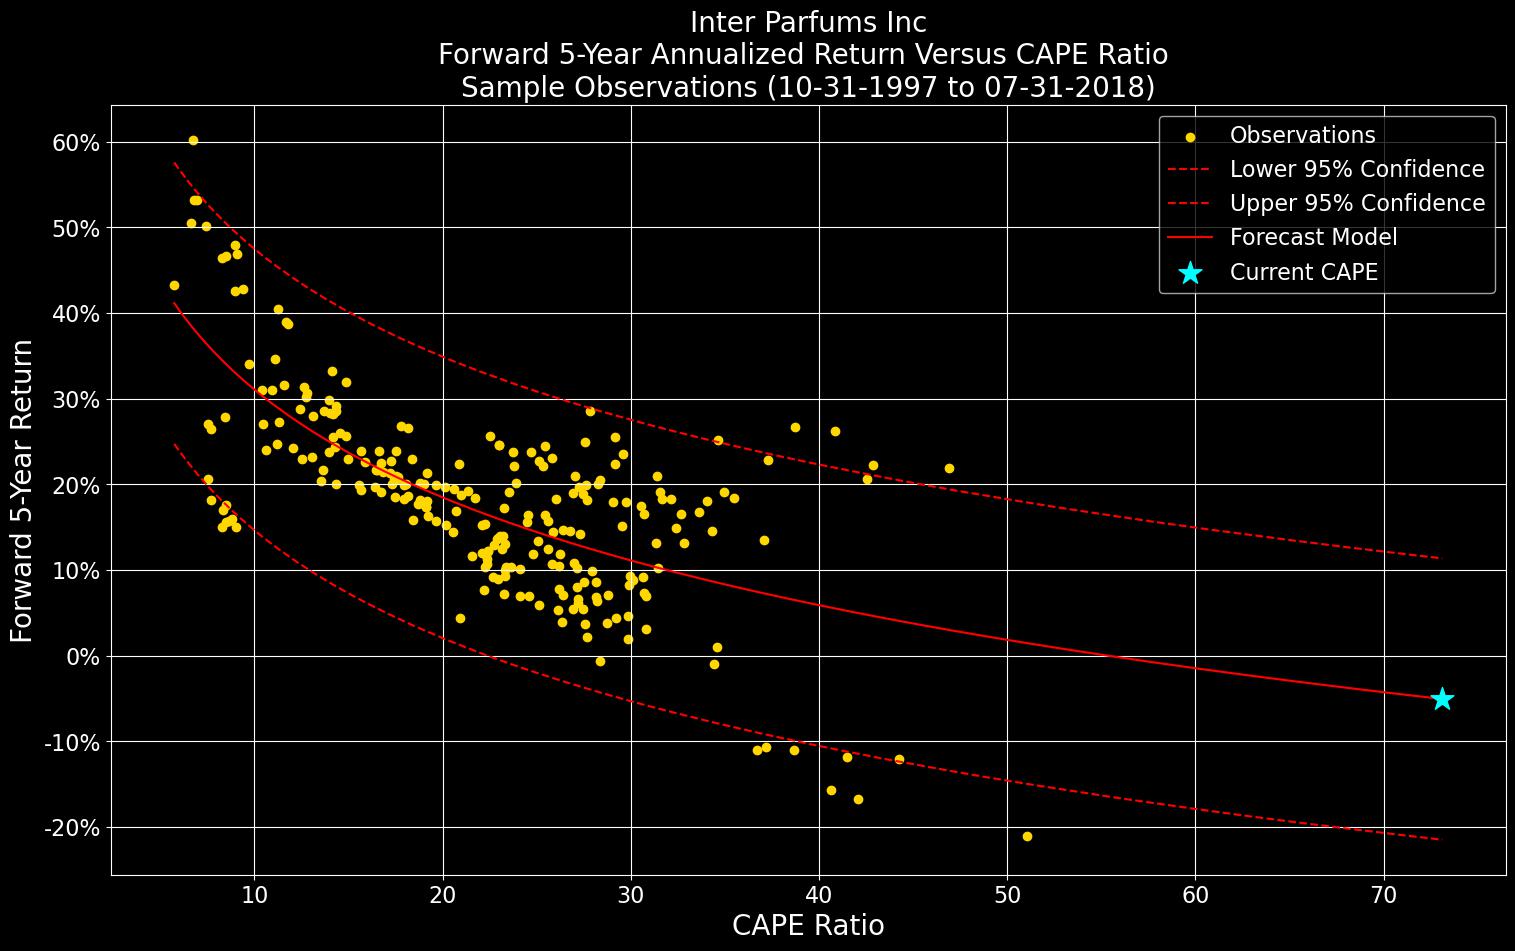 Inter Parfums Inc
Forward 5-Year Annualized Return Versus CAPE Ratio
Sample Observations (10-31-1997 to 07-31-2018)
Observations
Lower 95% Confidence
Upper 95% Confidence
Forecast Model
Current CAPE
Forward 5-Year Return
60%
50%
40%
30%
20%
10%
0%
-10%
-20%
10 20 30 40 50 60 70
CAPE Ratio